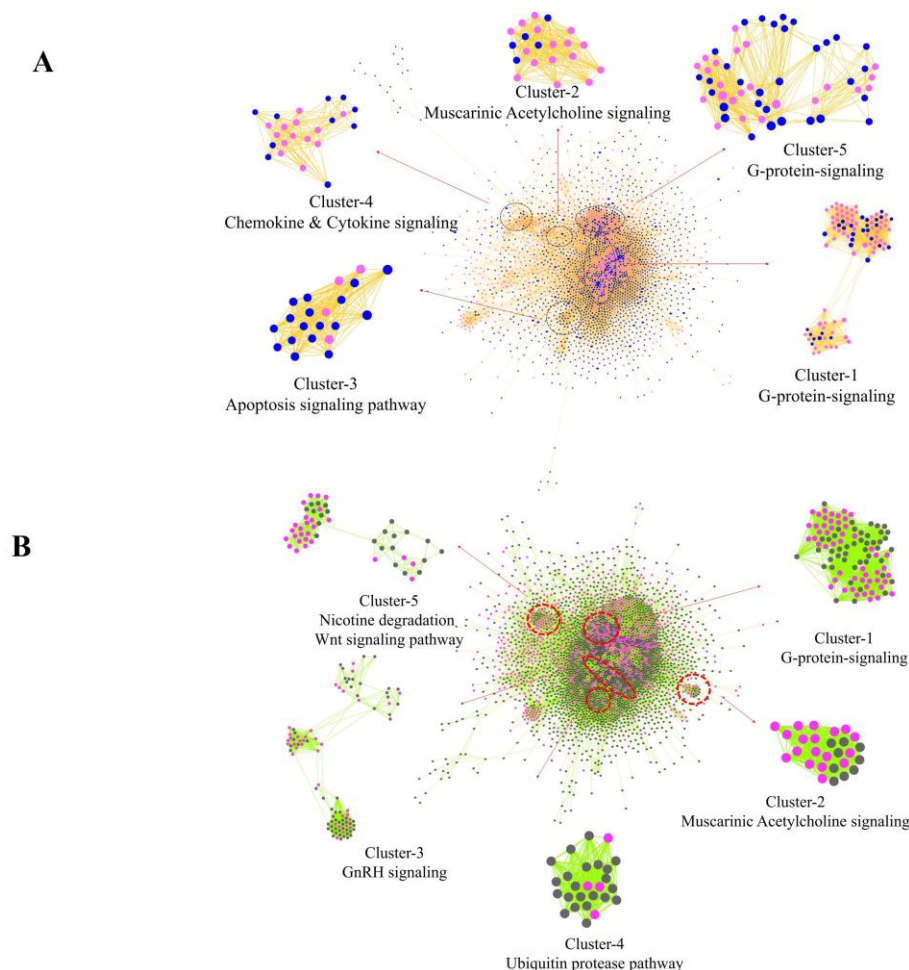 A
Cluster-2
Muscarinic Acetylcholine signaling
Cluster-5
G-protein-signaling
Cluster-4
Chemokine & Cytokine signaling
Cluster-3
Apoptosis signaling pathway
Cluster-1
G-protein-signaling
B
Cluster-5
Nicotine degradation
Wnt signaling pathway
Cluster-1
G-protein-signaling
Cluster-3
GnRH signaling
Cluster-2
Muscarinic Acetylcholine signaling
Cluster-4
Ubiquitin protease pathway